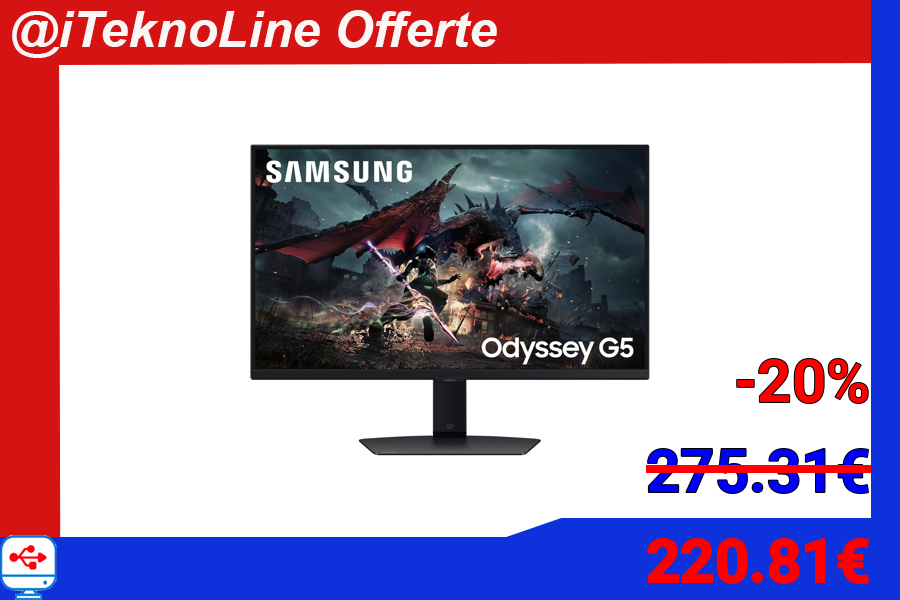 @iTeknoLine Offerte
SAMSUNG
Odyssey G5
-20%
275.31€
220.81€